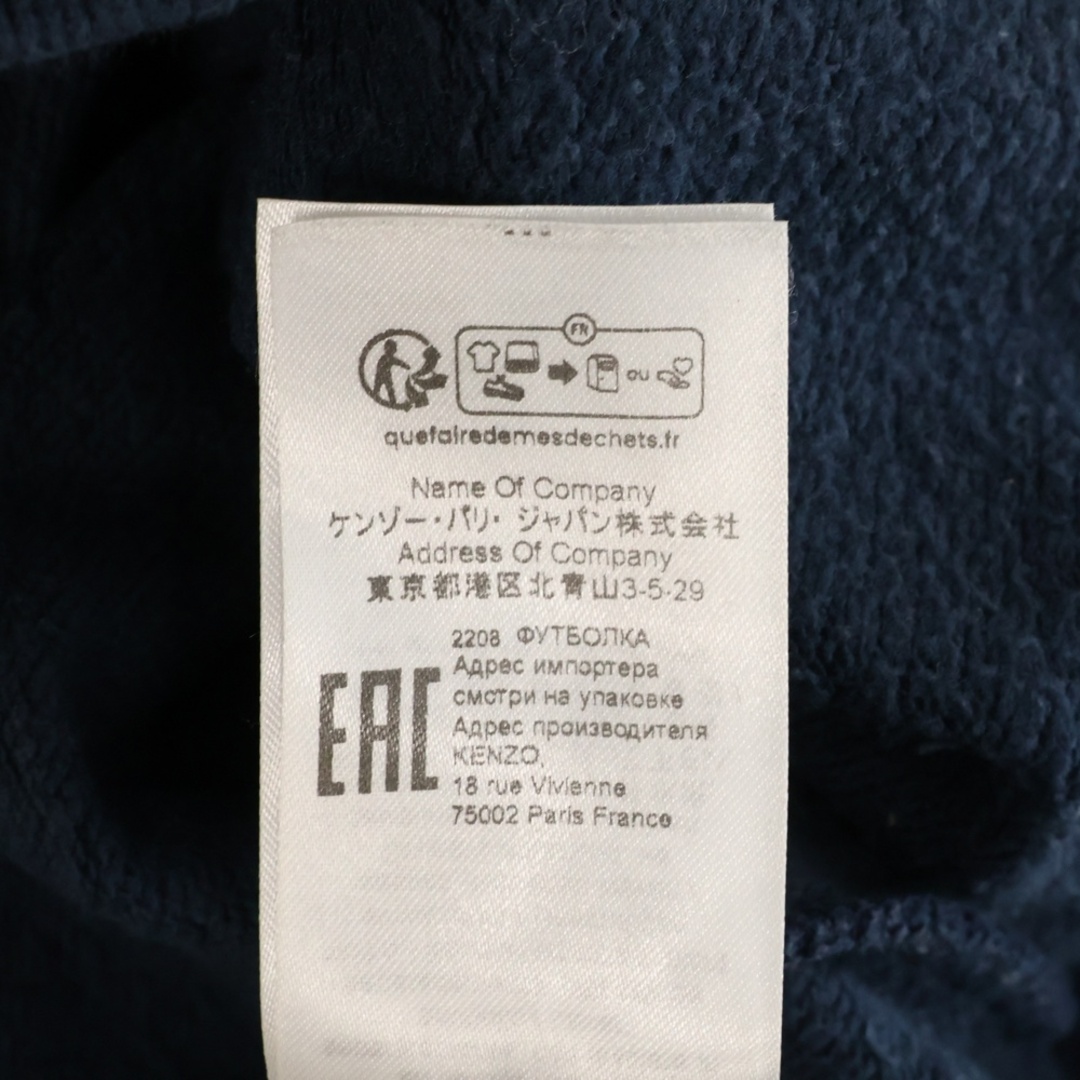 FR
OU
quefairedemesdechets.fr
Name Of Company
ケンゾー・パリ・ジャパン株式会社
Address Of Company
東京都港区北青山3-5-29
2208 ФУТБОЛКА
Адрес импортера
смотри на упаковке
Адрес производителя
KENZO,
18 rue Vivienne
75002 Paris France
EAC